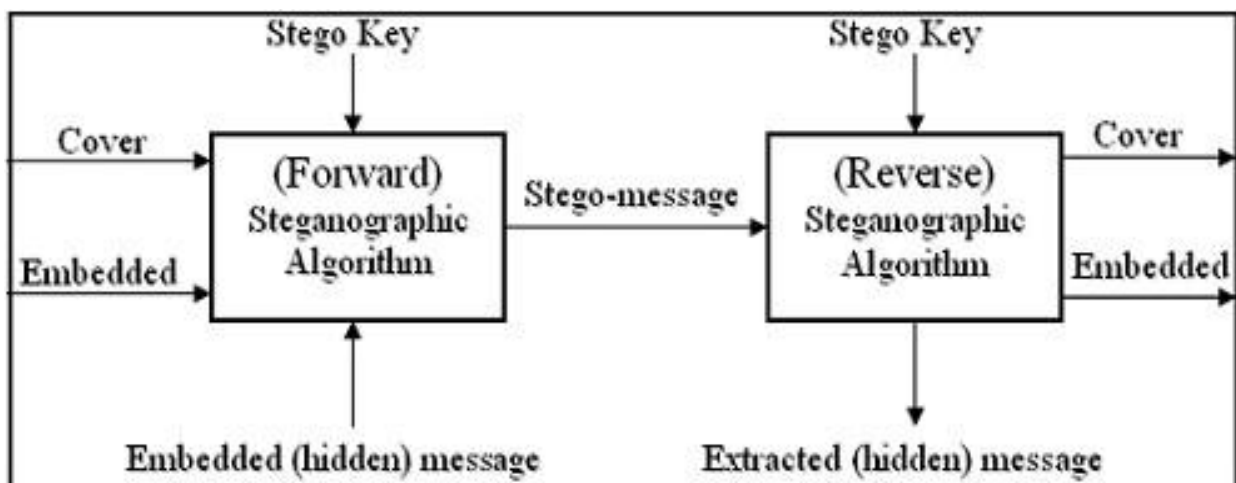 Stego Key
Stego Key
Cover
(Forward)
Steganographic
Algorithm
Embedded
Stego-message
(Reverse)
Steganographic
Algorithm
Cover
Embedded
Embedded (hidden) message
Extracted (hidden) message